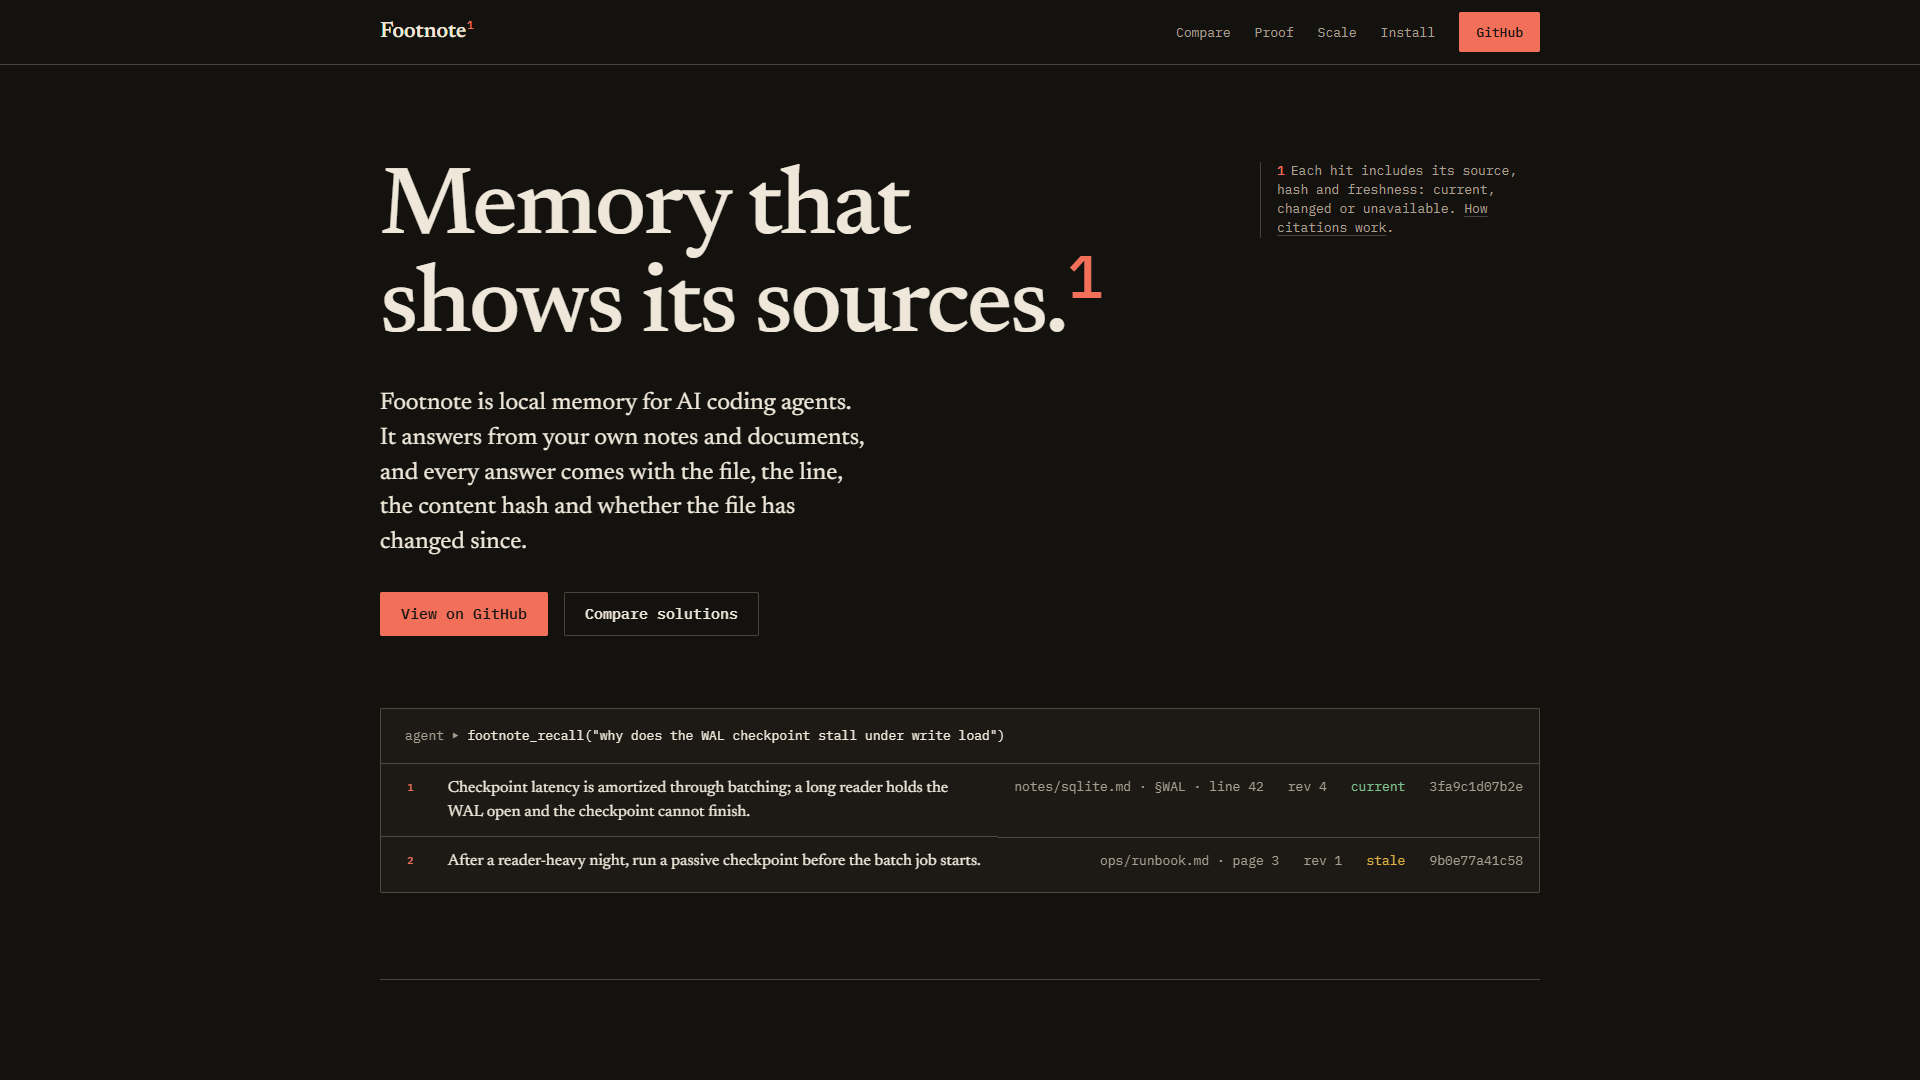 Footnote1
Compare Proof Scale Install GitHub
Memory that
shows its sources.1
1 Each hit includes its source,
hash and freshness: current,
changed or unavailable. How
citations work.
Footnote is local memory for AI coding agents.
It answers from your own notes and documents,
and every answer comes with the file, the line,
the content hash and whether the file has
changed since.
View on GitHub Compare solutions
agent ▸ footnote_recall("why does the WAL checkpoint stall under write load")
1 Checkpoint latency is amortized through batching; a long reader holds the notes/sqlite.md · §WAL · line 42 rev 4 current 3fa9c1d07b2e
WAL open and the checkpoint cannot finish.
2 After a reader-heavy night, run a passive checkpoint before the batch job starts. ops/runbook.md · page 3 rev 1 stale 9b0e77a41c58